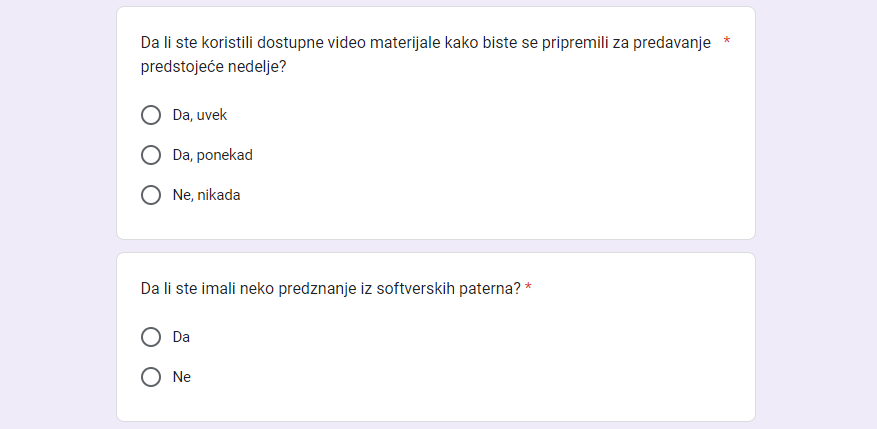 Da li ste koristili dostupne video materijale kako biste se pripremili za predavanje *
predstojeće nedelje?
Da, uvek
Da, ponekad
Ne, nikada
Da li ste imali neko predznanje iz softverskih paterna? *
Da
Ne